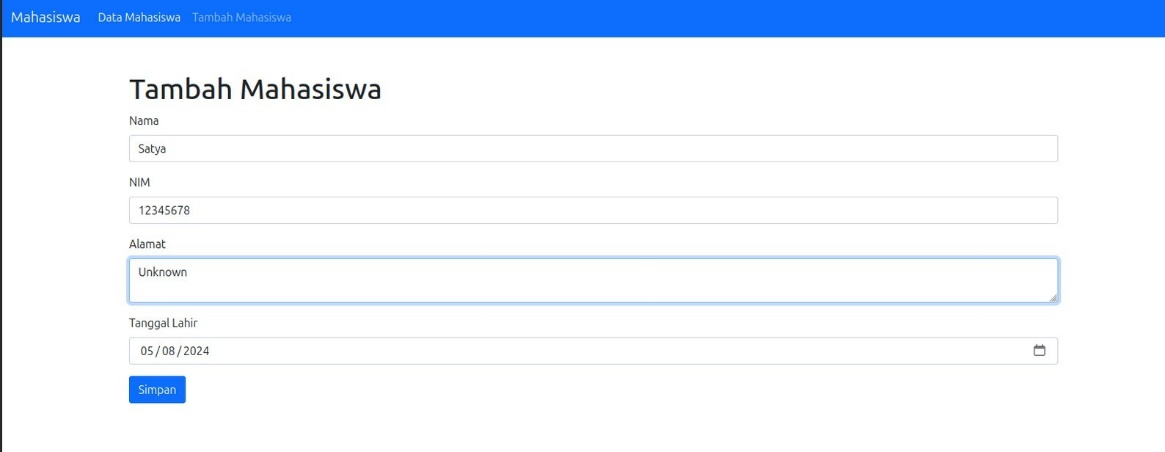 Mahasiswa Data Mahasiswa Tambah Mahasiswa
Tambah Mahasiswa
Nama
Satya
NIM
12345678
Alamat
Unknown
Tanggal Lahir
05/08/2024
Simpan